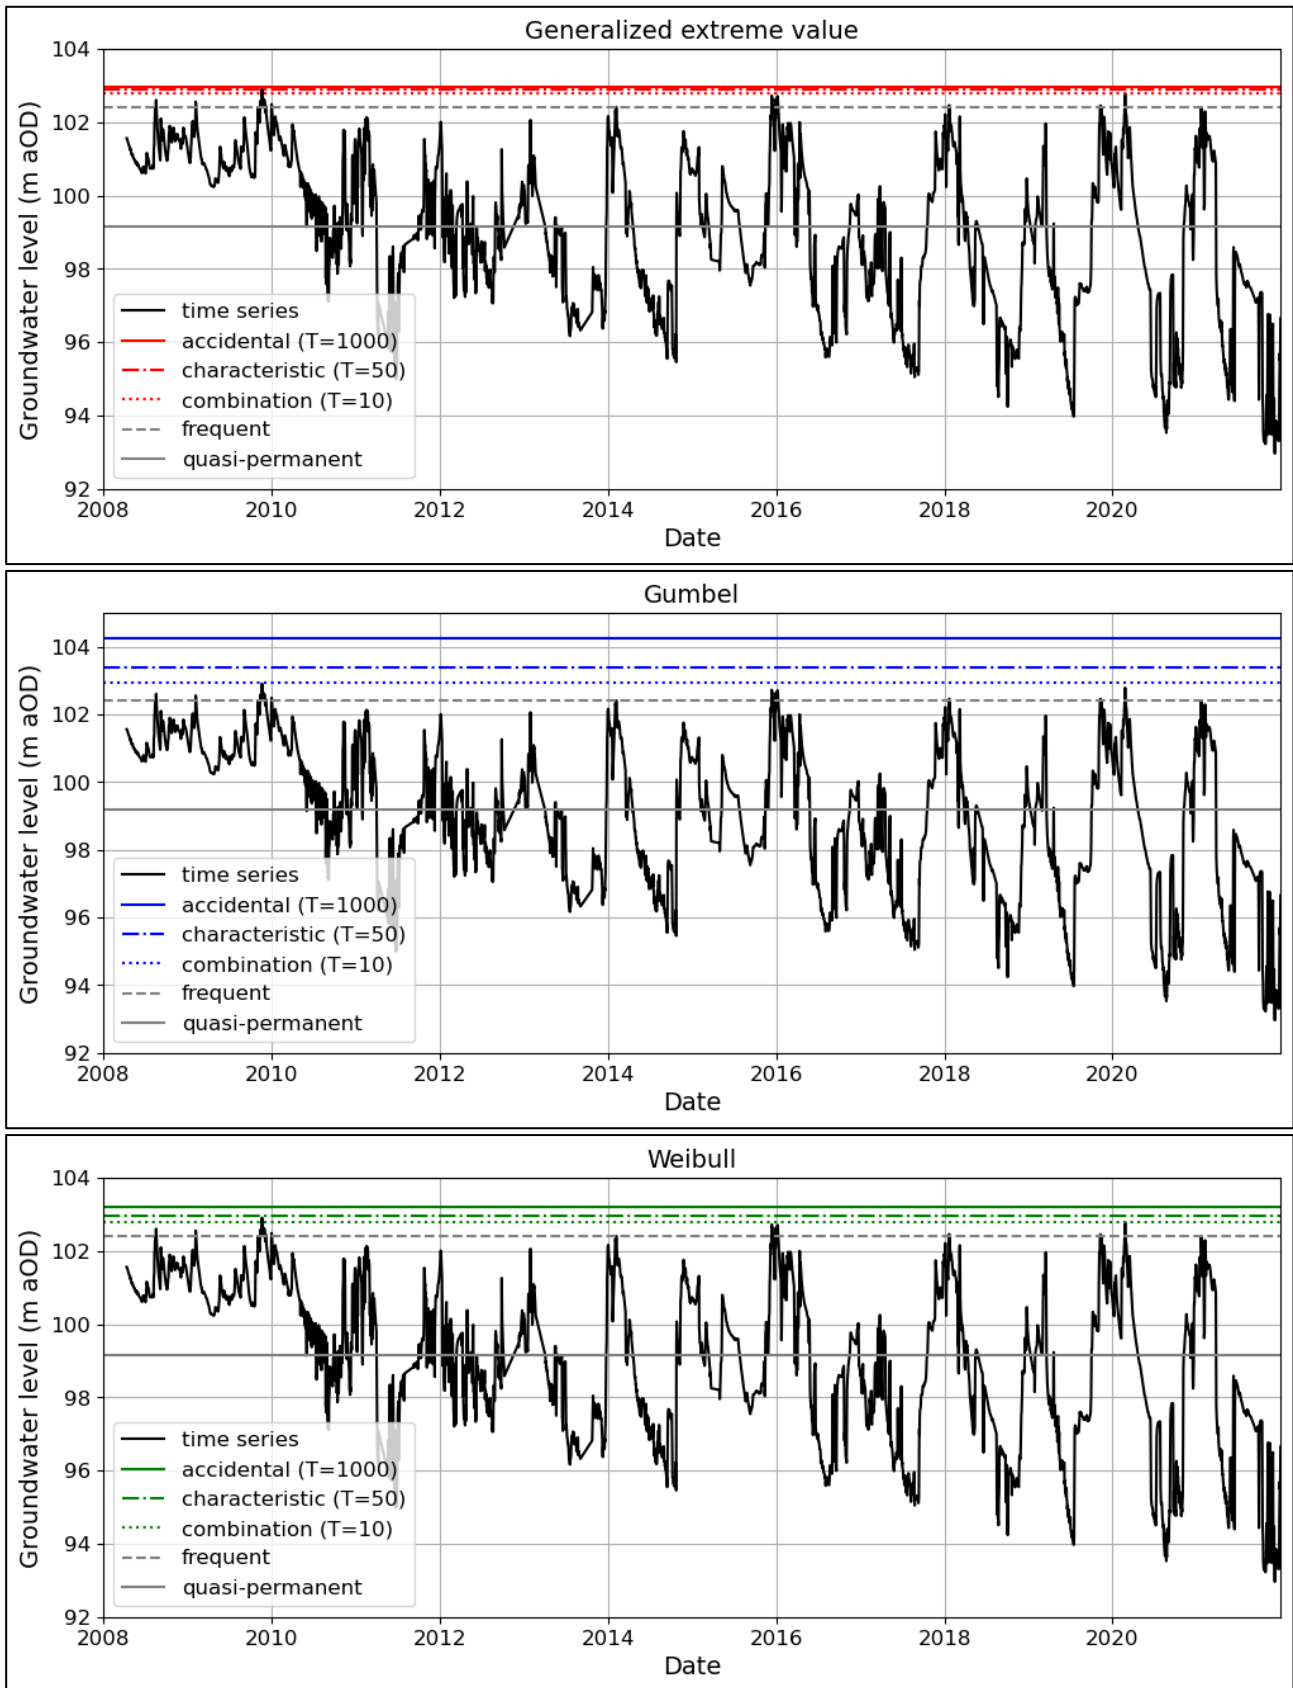 Generalized extreme value
104
102
100
98
96
94
92
Groundwater level (m aOD)
time series
accidental (T=1000)
characteristic (T=50)
combination (T=10)
frequent
quasi-permanent
2008 2010 2012 2014 2016 2018 2020
Date
Gumbel
104
102
100
98
96
94
92
Groundwater level (m aOD)
time series
accidental (T=1000)
characteristic (T=50)
combination (T=10)
frequent
quasi-permanent
2008 2010 2012 2014 2016 2018 2020
Date
Weibull
104
102
100
98
96
94
92
Groundwater level (m aOD)
time series
accidental (T=1000)
characteristic (T=50)
combination (T=10)
frequent
quasi-permanent
2008 2010 2012 2014 2016 2018 2020
Date